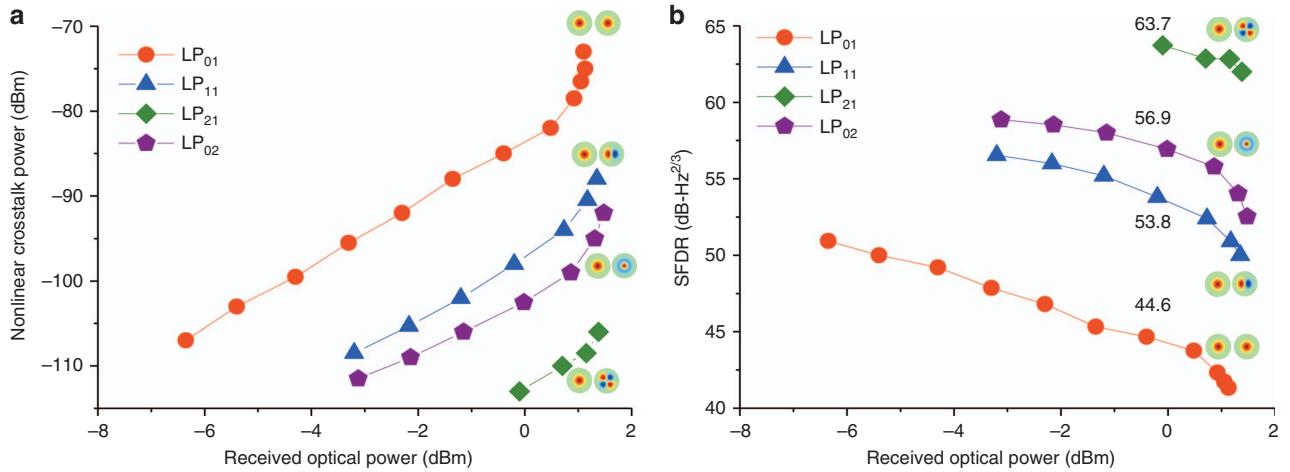 a
Nonlinear crosstalk power (dBm)
−70
−80
−90
−100
−110
LP01
LP11
LP21
LP02
−8
−6
−4
−2
0
2
Received optical power (dBm)
b
SFDR (dB-Hz2/3)
65
60
55
50
45
40
LP01
LP11
LP21
LP02
63.7
56.9
53.8
44.6
−8
−6
−4
−2
0
2
Received optical power (dBm)